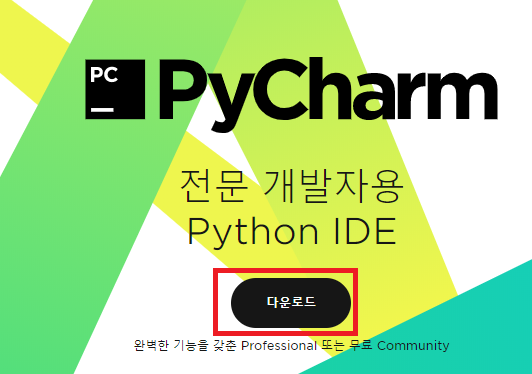 PC
PyCharm
전문 개발자용
Python IDE
다운로드
완벽한 기능을 갖춘 Professional 또는 무료 Community